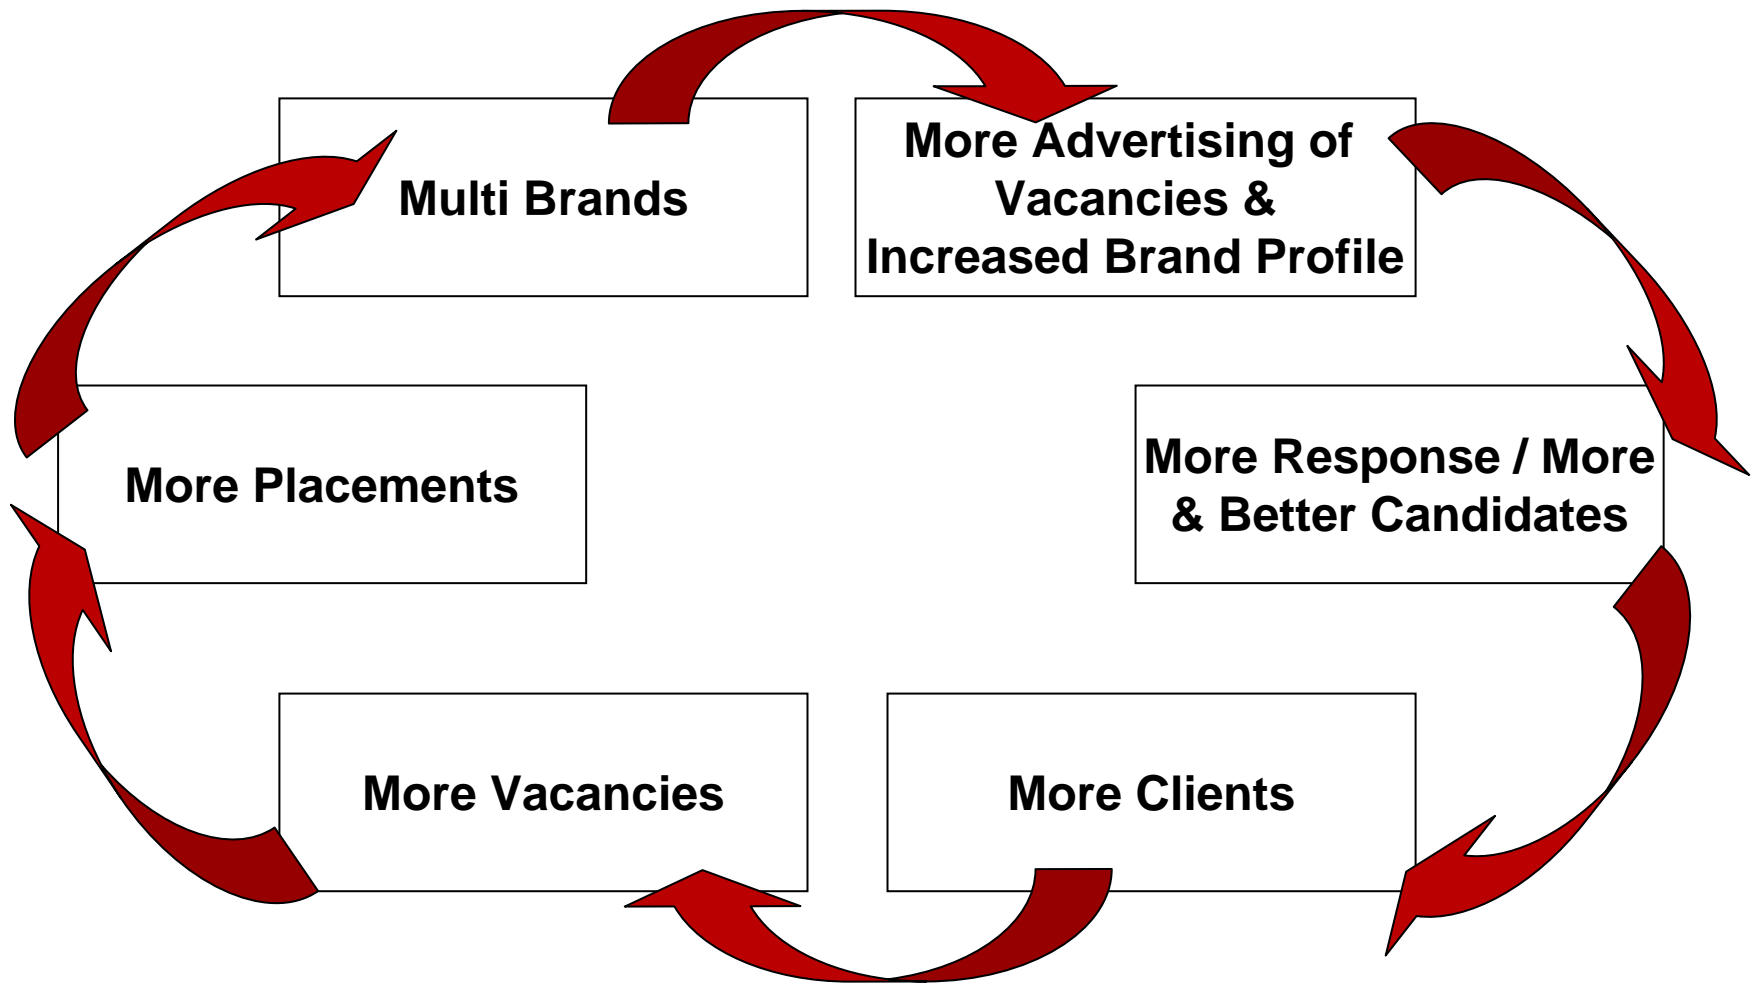 Multi Brands
More Advertising of
Vacancies &
Increased Brand Profile
More Response / More
& Better Candidates
More Clients
More Vacancies
More Placements